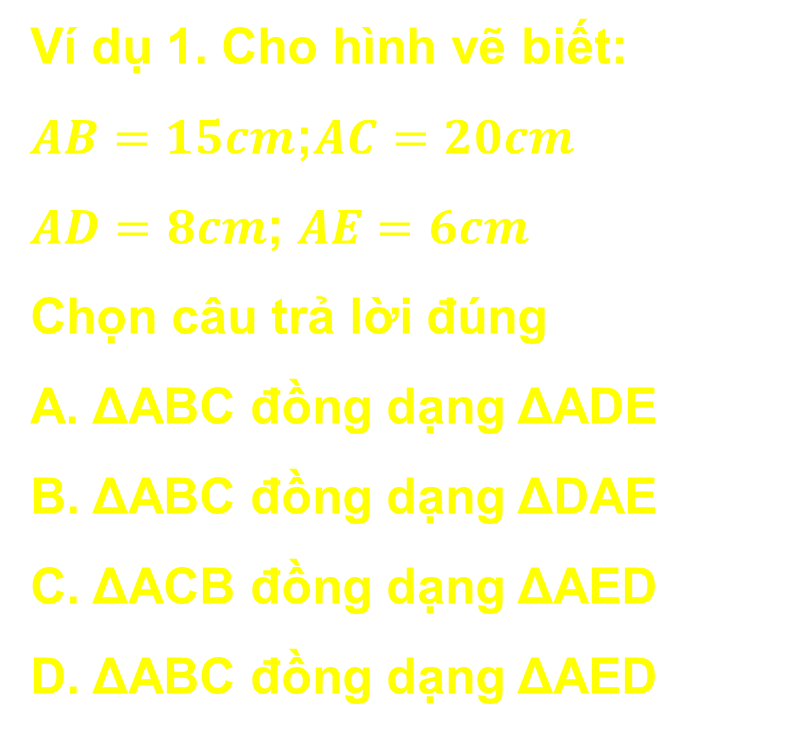 Ví dụ 1. Cho hình vẽ biết:
AB = 15cm;AC = 20cm
AD = 8cm; AE = 6cm
Chọn câu trả lời đúng
A. ΔABC đồng dạng ΔADE
B. ΔABC đồng dạng ΔDAE
C. ΔACB đồng dạng ΔAED
D. ΔABC đồng dạng ΔAED